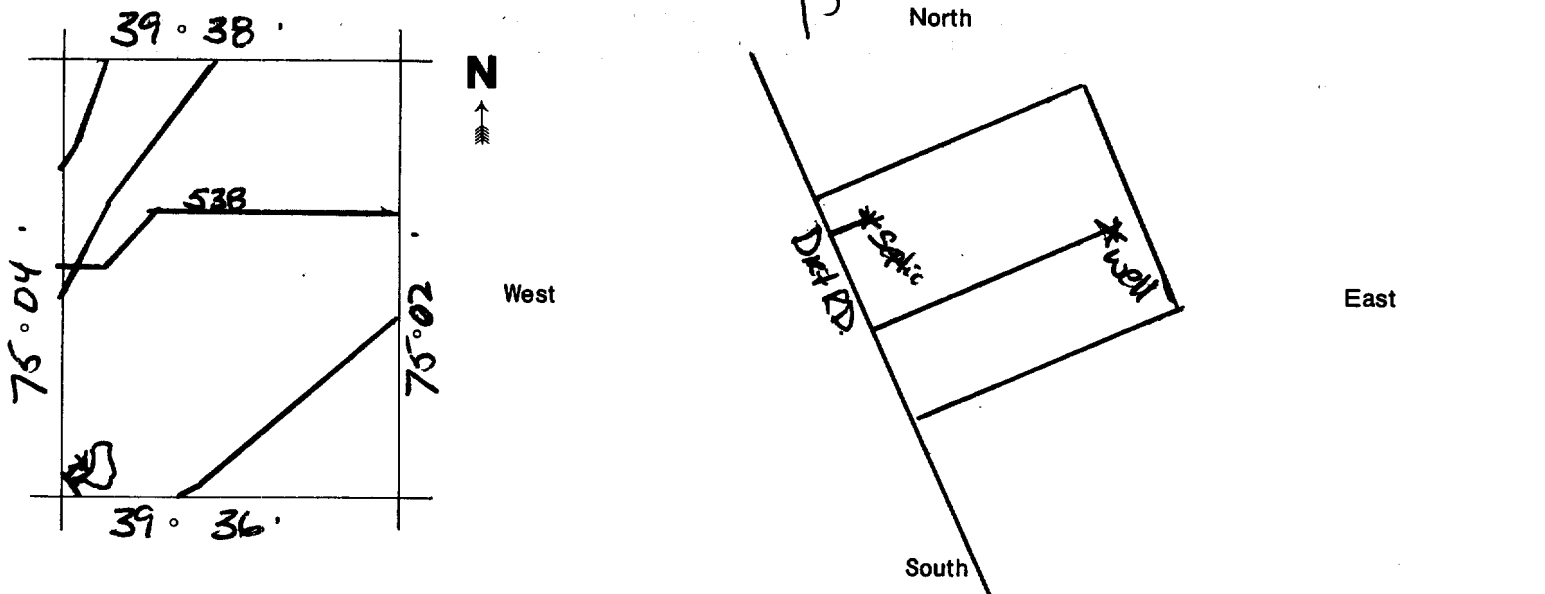 39 ° 38 '
N
538
75 ° 04 '
75 ° 02 '
39 ° 36 '
North
West
East
South
Dirt RD.
Septic
well